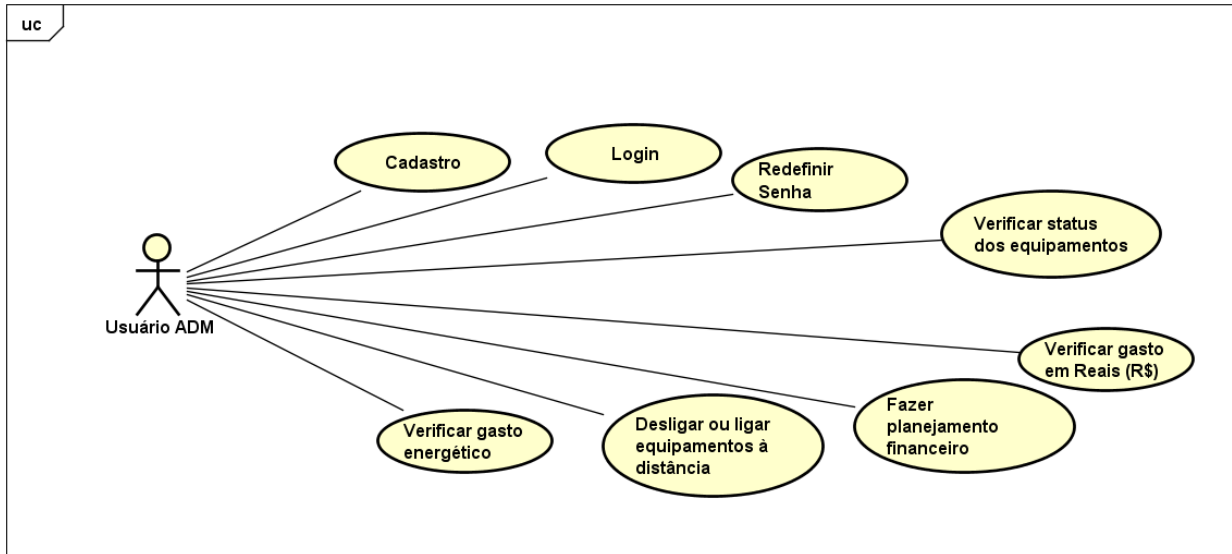 uc
Cadastro
Login
Redefinir
Senha
Verificar status
dos equipamentos
Usuário ADM
Verificar gasto
em Reais (R$)
Fazer
planejamento
financeiro
Desligar ou ligar
equipamentos à
distância
Verificar gasto
energético